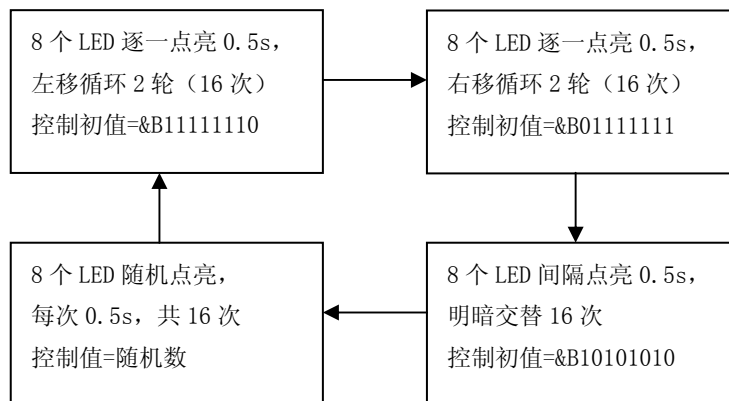 8 个 LED 逐一点亮 0.5s，
左移循环 2 轮（16 次）
控制初值=&B11111110
8 个 LED 逐一点亮 0.5s，
右移循环 2 轮（16 次）
控制初值=&B01111111
8 个 LED 随机点亮，
每次 0.5s，共 16 次
控制值=随机数
8 个 LED 间隔点亮 0.5s，
明暗交替 16 次
控制初值=&B10101010